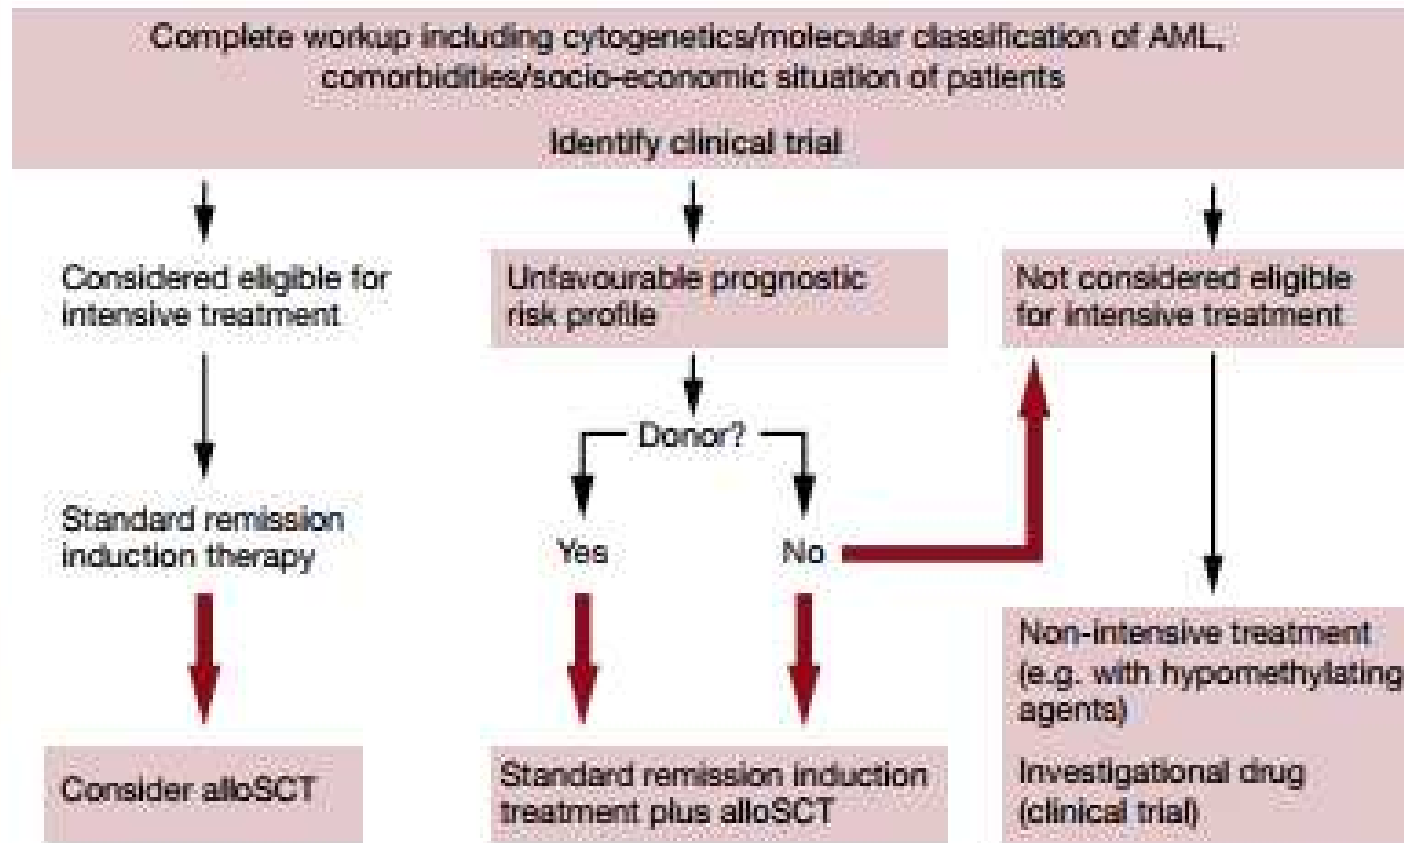 Complete workup including cytogenetics/molecular classification of AML,
comorbidities/socio-economic situation of patients
Identify clinical trial
Considered eligible for
intensive treatment
Unfavourable prognostic
risk profile
Not considered eligible
for intensive treatment
Donor?
Standard remission
induction therapy
Yes
No
Non-intensive treatment
(e.g. with hypomethylating
agents)
Consider alloSCT
Standard remission induction
treatment plus alloSCT
Investigational drug
(clinical trial)